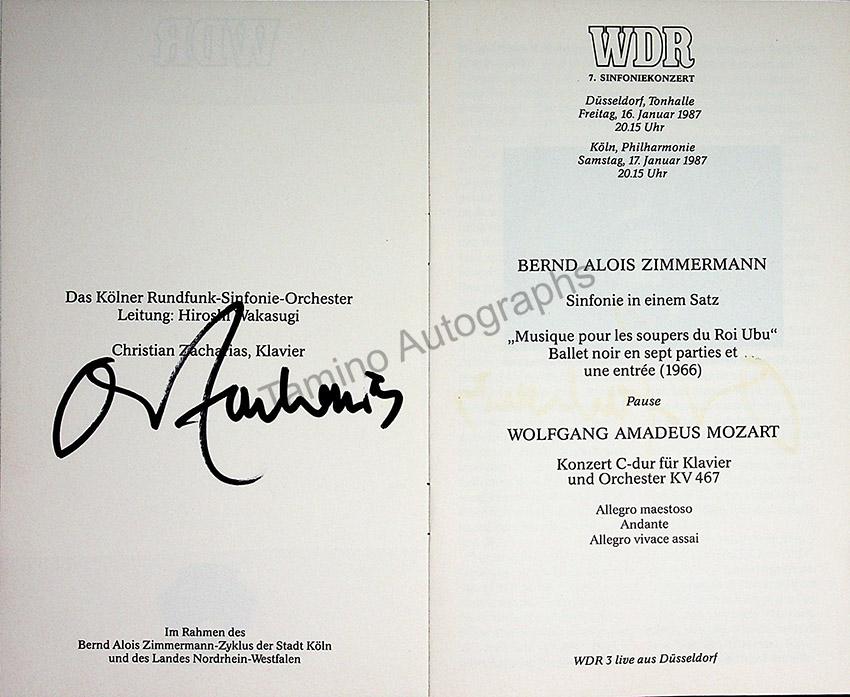 Das Kölner Rundfunk-Sinfonie-Orchester
Leitung: Hiroshi Wakasugi
Christian Zacharias, Klavier
Im Rahmen des
Bernd Alois Zimmermann-Zyklus der Stadt Köln
und des Landes Nordrhein-Westfalen
WDR
7. SINFONIEKONZERT
Düsseldorf, Tonhalle
Freitag, 16. Januar 1987
20.15 Uhr
Köln, Philharmonie
Samstag, 17. Januar 1987
20.15 Uhr
BERND ALOIS ZIMMERMANN
Sinfonie in einem Satz
„Musique pour les soupers du Roi Ubu“
Ballet noir en sept parties et
une entrée (1966)
Pause
WOLFGANG AMADEUS MOZART
Konzert C-dur für Klavier
und Orchester KV 467
Allegro maestoso
Andante
Allegro vivace assai
WDR 3 live aus Düsseldorf
Tamino Autographs